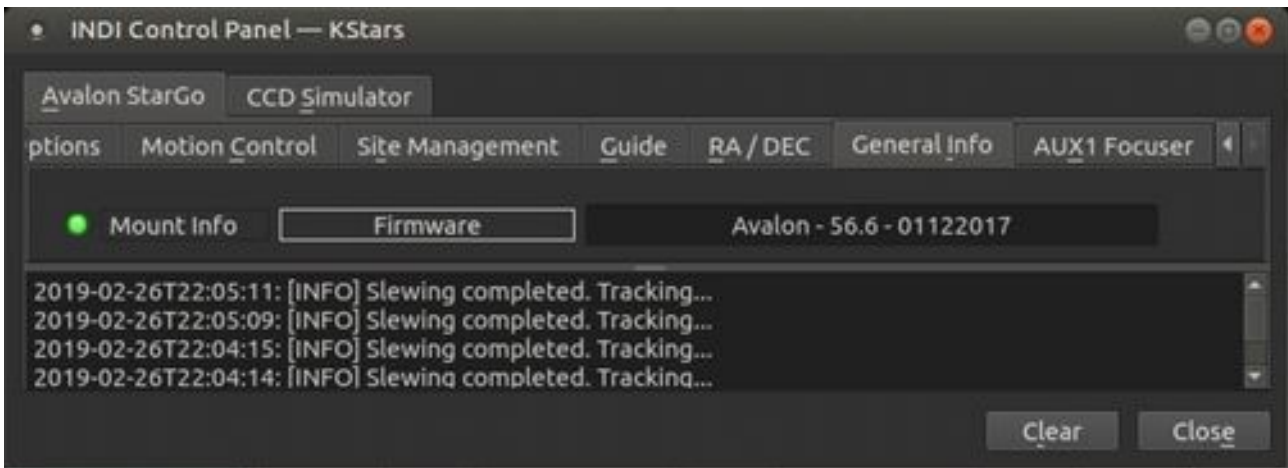 INDI Control Panel — KStars
Avalon StarGo CCD Simulator
ptions Motion Control Site Management Guide RA / DEC General Info AUX1 Focuser
Mount Info Firmware Avalon - 56.6 - 01122017
2019-02-26T22:05:11: [INFO] Slewing completed. Tracking...
2019-02-26T22:05:09: [INFO] Slewing completed. Tracking...
2019-02-26T22:04:15: [INFO] Slewing completed. Tracking...
2019-02-26T22:04:14: [INFO] Slewing completed. Tracking...
Clear Close